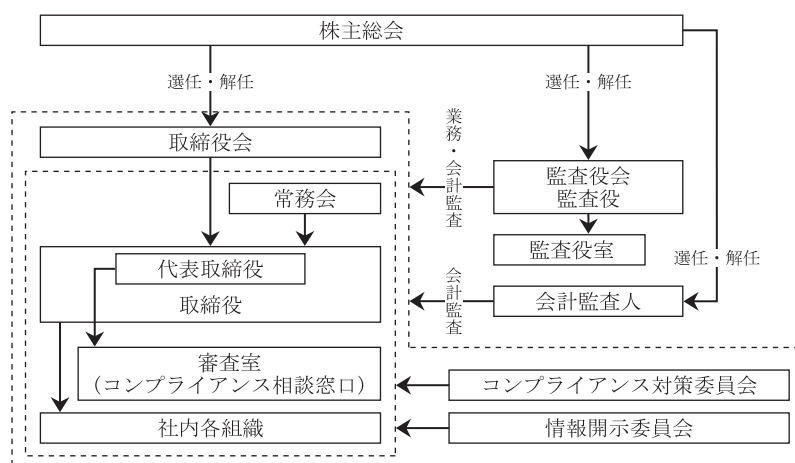 株主総会
選任・解任
選任・解任
取締役会
業務・会計監査
監査役会
監査役
常務会
監査役室
選任・解任
代表取締役
取締役
会計監査
会計監査人
審査室
（コンプライアンス相談窓口）
コンプライアンス対策委員会
社内各組織
情報開示委員会